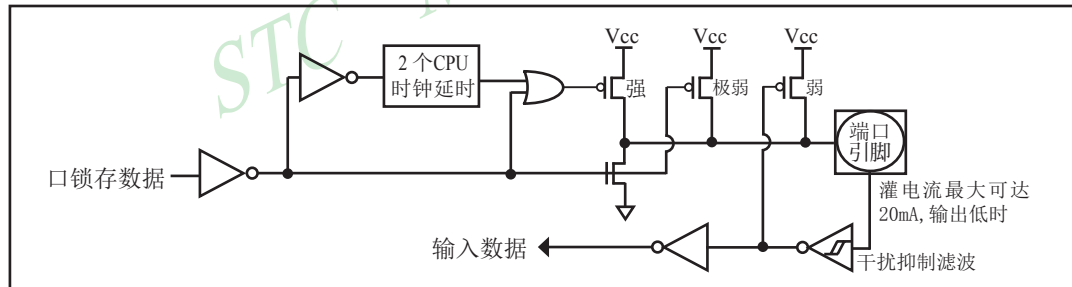 STC
Vcc
Vcc
Vcc
2个CPU
时钟延时
强
极弱
弱
端口
引脚
口锁存数据
灌电流最大可达
20mA,输出低时
输入数据
干扰抑制滤波